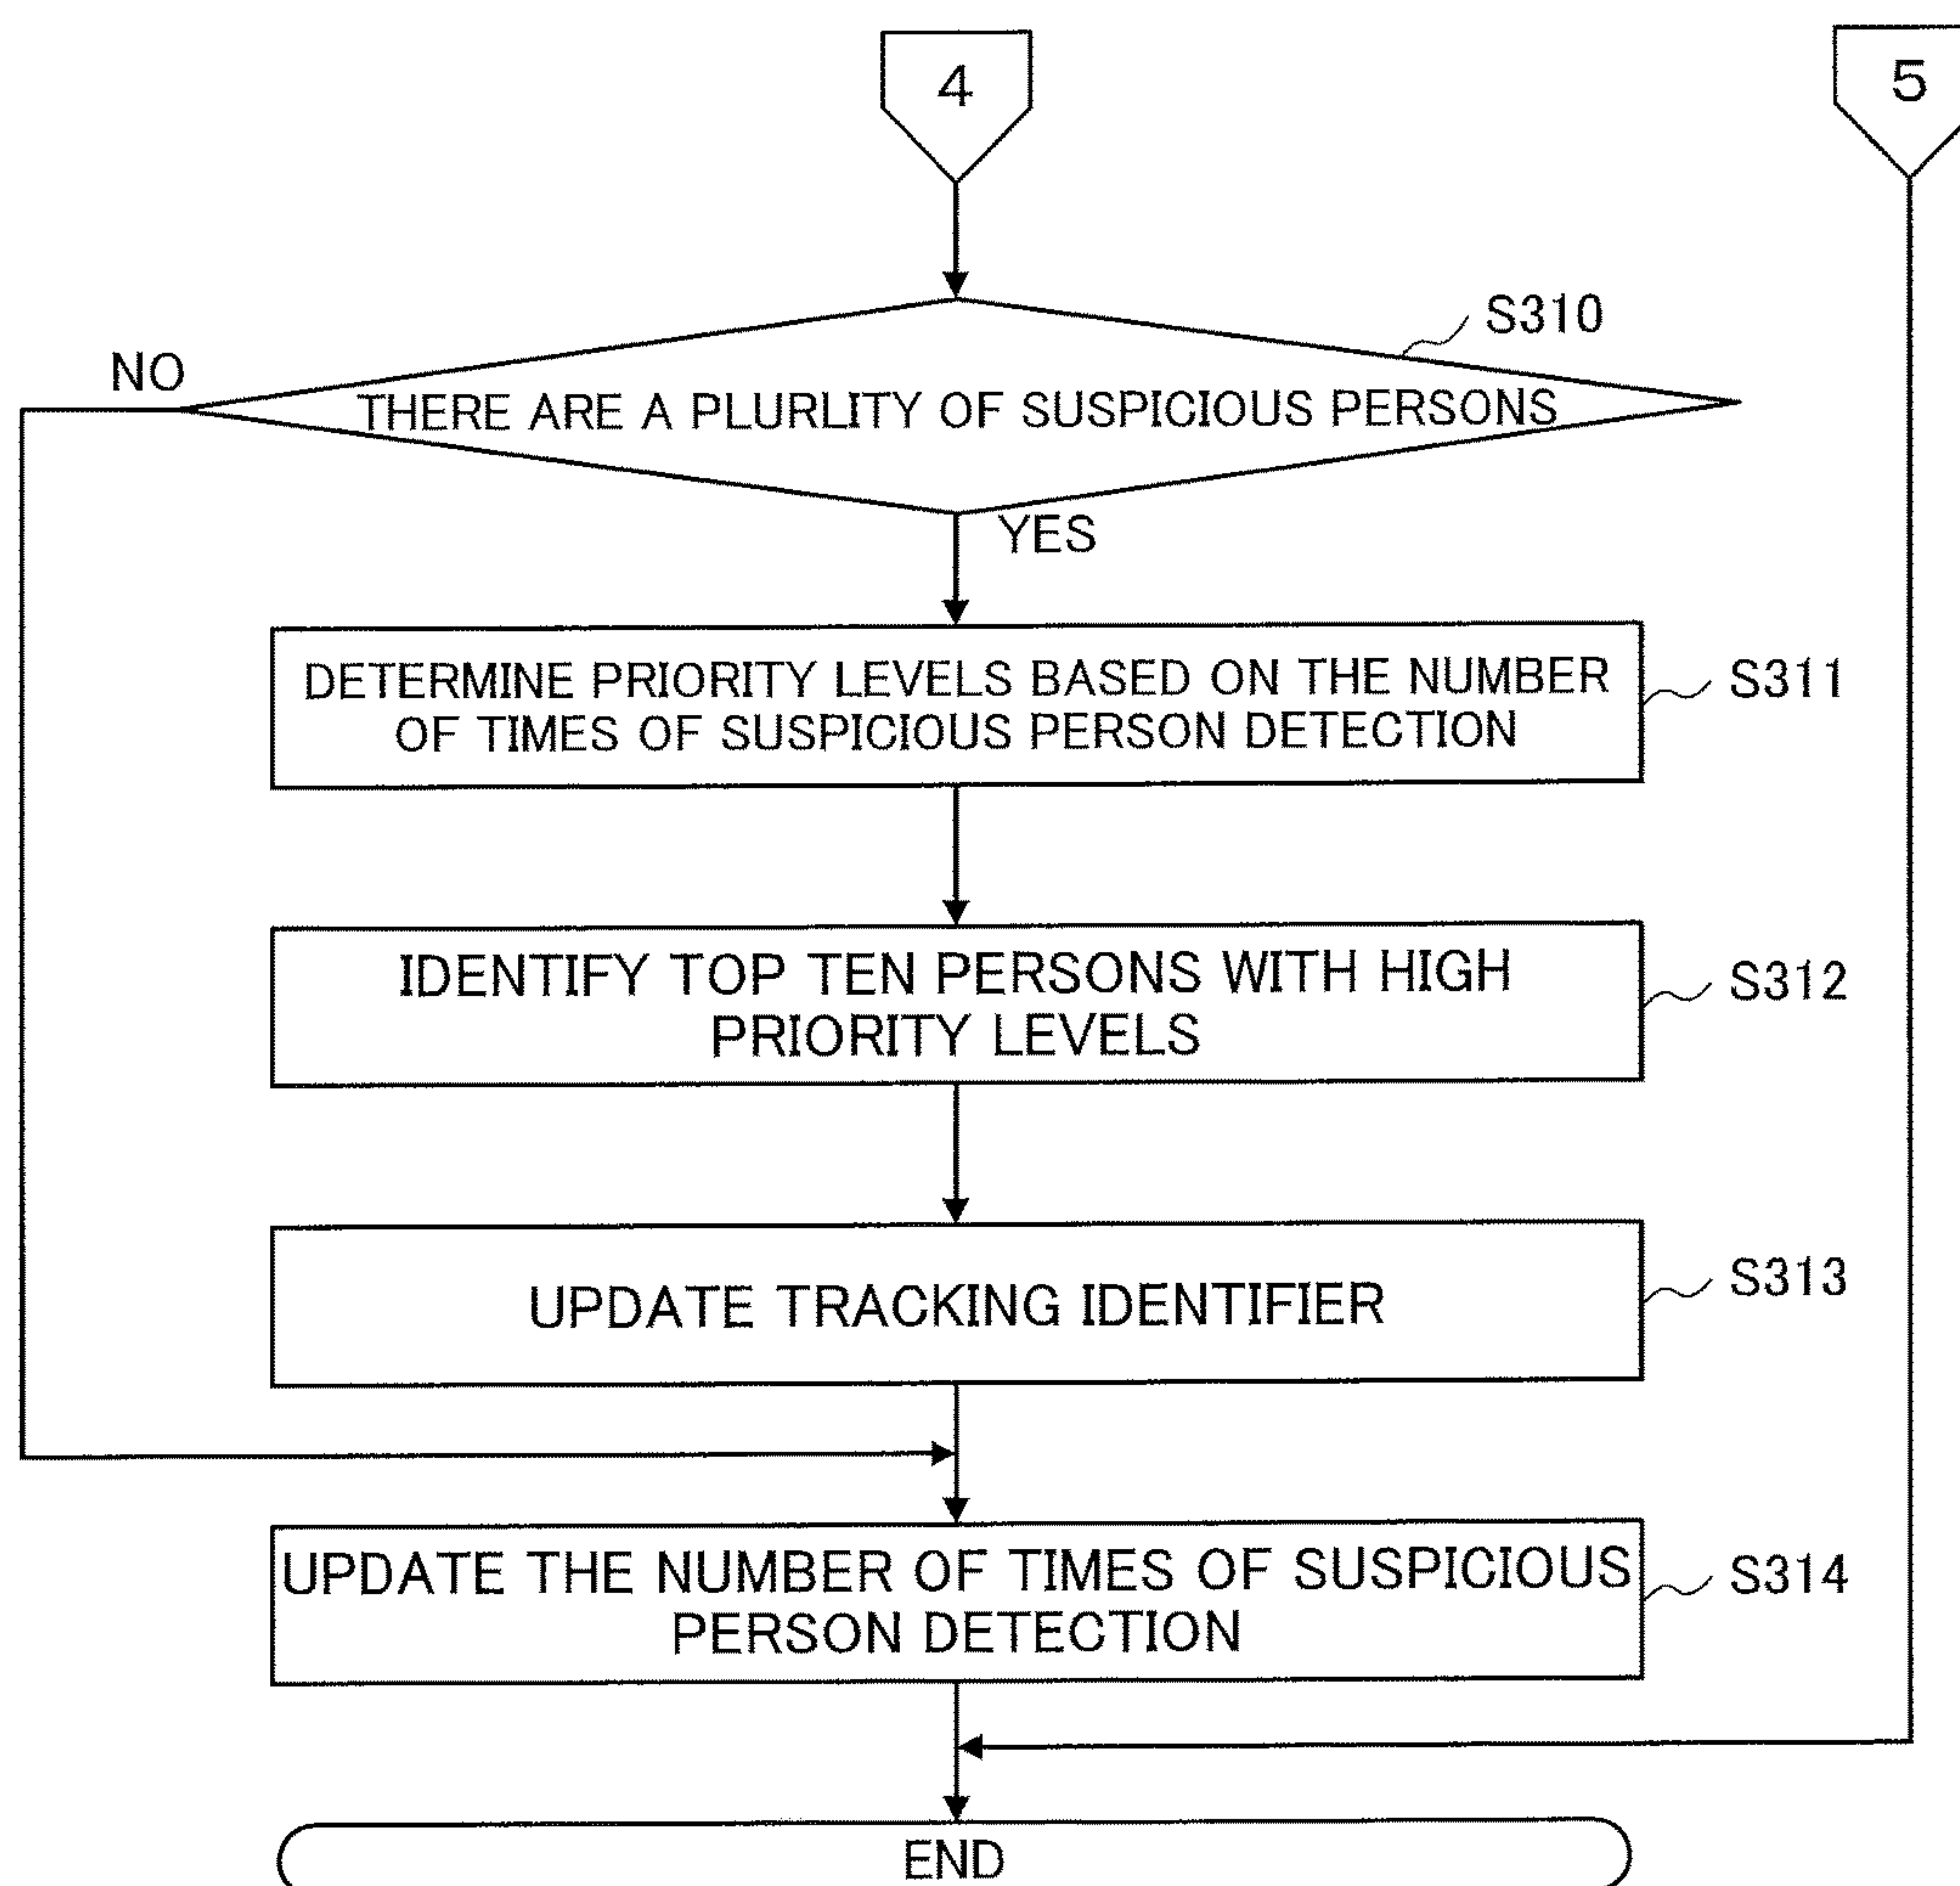 4
5
S310
NO
THERE ARE A PLURLITY OF SUSPICIOUS PERSONS
YES
DETERMINE PRIORITY LEVELS BASED ON THE NUMBER
OF TIMES OF SUSPICIOUS PERSON DETECTION
S311
IDENTIFY TOP TEN PERSONS WITH HIGH
PRIORITY LEVELS
S312
UPDATE TRACKING IDENTIFIER
S313
UPDATE THE NUMBER OF TIMES OF SUSPICIOUS
PERSON DETECTION
S314
END